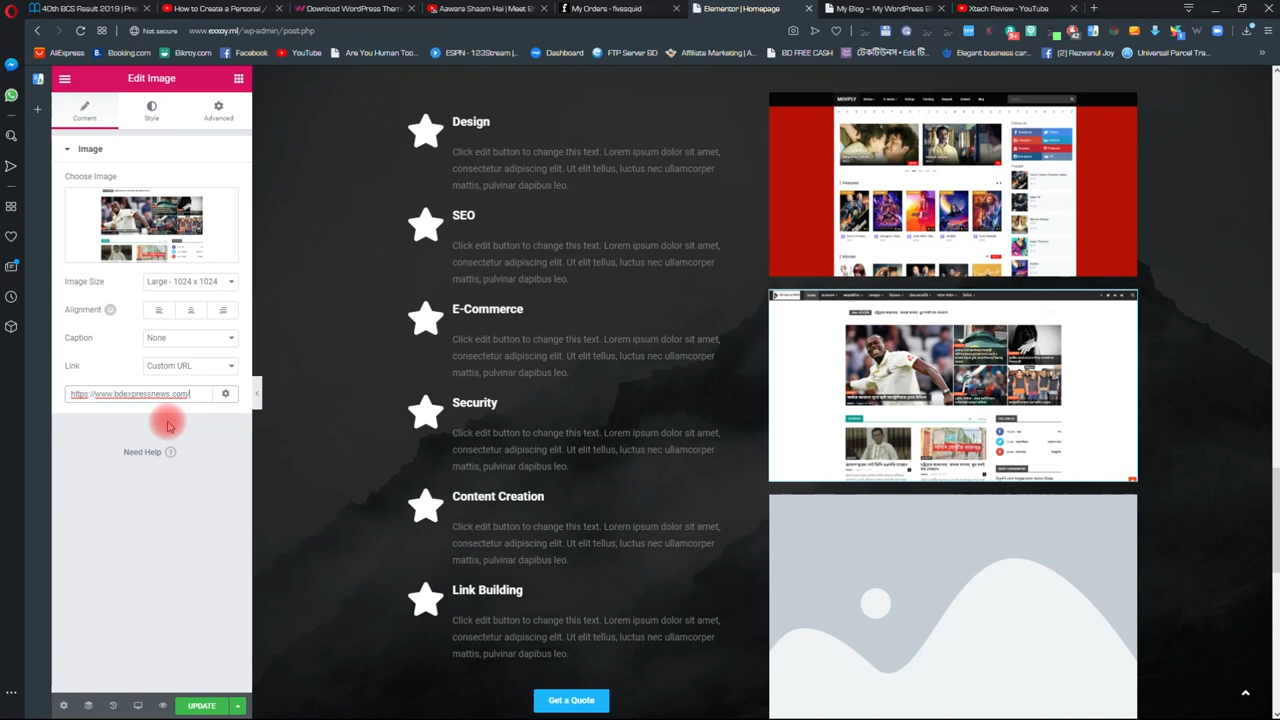 40th BCS Result | Updated D
How to Create a Personal /
Download WordPress Them
Aawara Shaam Hai | Meet B
My Orders - fivesquid
Elementor | Homepage
My Blog – My WordPress B
Xtech Review - YouTube
Not secure
www.exxoy.ml/wp-admin/post.php
AliExpress
Booking.com
Bikroy.com
Facebook
YouTube
Are You Human Too...
ESPN - 123Stream |...
Dashboard
FTP Server BD
Affiliate Marketing | A...
BD FREE CASH
[P] Rezwanul Joy
Elegant business car...
Universal Parcel Tra...
Edit Image
Content
Style
Advanced
Image
Choose Image
Image Size
Large - 1024 x 1024
Alignment
Caption
None
Link
Custom URL
https://www.bdexpressnews.com/
Need Help
UPDATE
Design
Click edit button to change this text. Lorem ipsum dolor sit amet,
consectetur adipiscing elit. Ut elit tellus, luctus nec ullamcorper
mattis, pulvinar dapibus leo.
SEO
Click edit button to change this text. Lorem ipsum dolor sit amet,
consectetur adipiscing elit. Ut elit tellus, luctus nec ullamcorper
mattis, pulvinar dapibus leo.
Click edit button to change this text. Lorem ipsum dolor sit amet,
consectetur adipiscing elit. Ut elit tellus, luctus nec ullamcorper
mattis, pulvinar dapibus leo.
Security
Click edit button to change this text. Lorem ipsum dolor sit amet,
consectetur adipiscing elit. Ut elit tellus, luctus nec ullamcorper
mattis, pulvinar dapibus leo.
Content Creation
Click edit button to change this text. Lorem ipsum dolor sit amet,
consectetur adipiscing elit. Ut elit tellus, luctus nec ullamcorper
mattis, pulvinar dapibus leo.
Link Building
Click edit button to change this text. Lorem ipsum dolor sit amet,
consectetur adipiscing elit. Ut elit tellus, luctus nec ullamcorper
mattis, pulvinar dapibus leo.
Get a Quote
MOVPLY
Featured
Movies